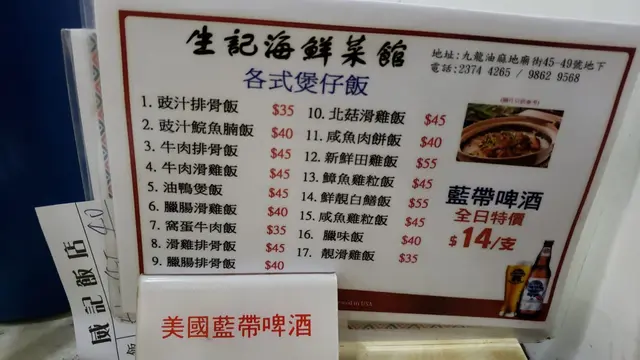 生記海鮮菜館
地址:九龍油麻地廟街45-49號地下
電話:2374 4265 / 9862 9568
各式煲仔飯
1. 豉汁排骨飯 $35
2. 豉汁鯇魚腩飯 $40
3. 牛肉排骨飯 $45
4. 牛肉滑雞飯 $45
5. 油鴨煲飯 $45
6. 臘腸滑雞飯 $40
7. 窩蛋牛肉飯 $35
8. 滑雞排骨飯 $45
9. 臘腸排骨飯 $40
10. 北菇滑雞飯 $45
11. 咸魚肉餅飯 $40
12. 新鮮田雞飯 $55
13. 鱆魚雞粒飯 $45
14. 鮮靚白鱔飯 $55
15. 咸魚雞粒飯 $45
16. 臘味飯 $40
17. 靚滑雞飯 $35
藍帶啤酒
全日特價
$14/支
美國藍帶啤酒
威記飯店